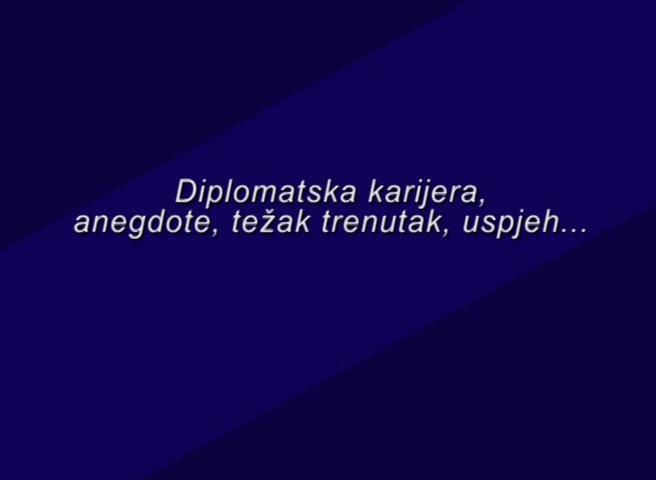 Diplomatska karijera,
anegdote, težak trenutak, uspjeh...